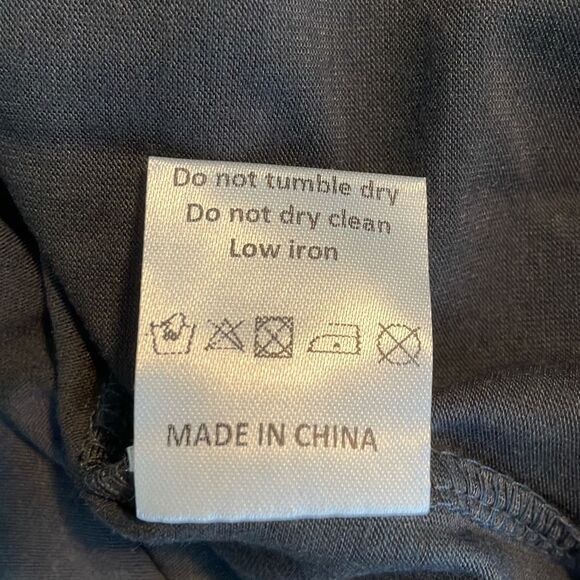 Do not tumble dry
Do not dry clean
Low iron
MADE IN CHINA